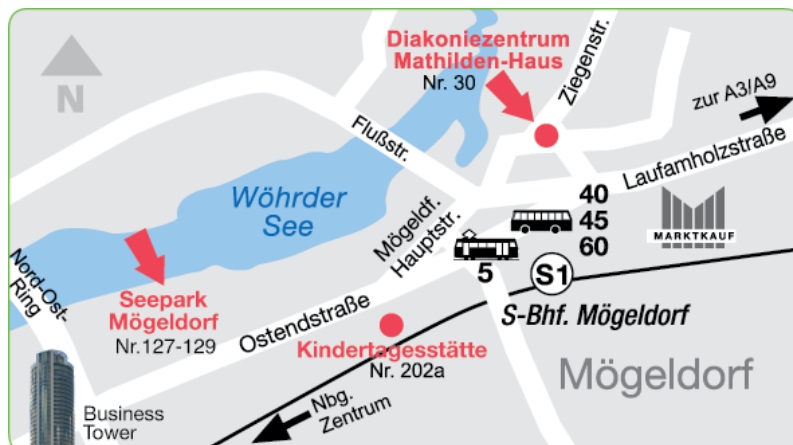 Diakoniezentrum
Mathilden-Haus
Nr. 30
Ziegenstr.
zur A3/A9
N
Flußstr.
Laufamholzstraße
Wöhrder
See
Mögeldf.
Hauptstr.
40
45
60
MARKTKAUF
5
S1
S-Bhf. Mögeldorf
Nord-Ost-
Ring
Seepark
Mögeldorf
Nr.127-129
Ostendstraße
Kindertagesstätte
Nr. 202a
Mögeldorf
Nbg.
Zentrum
Business
Tower